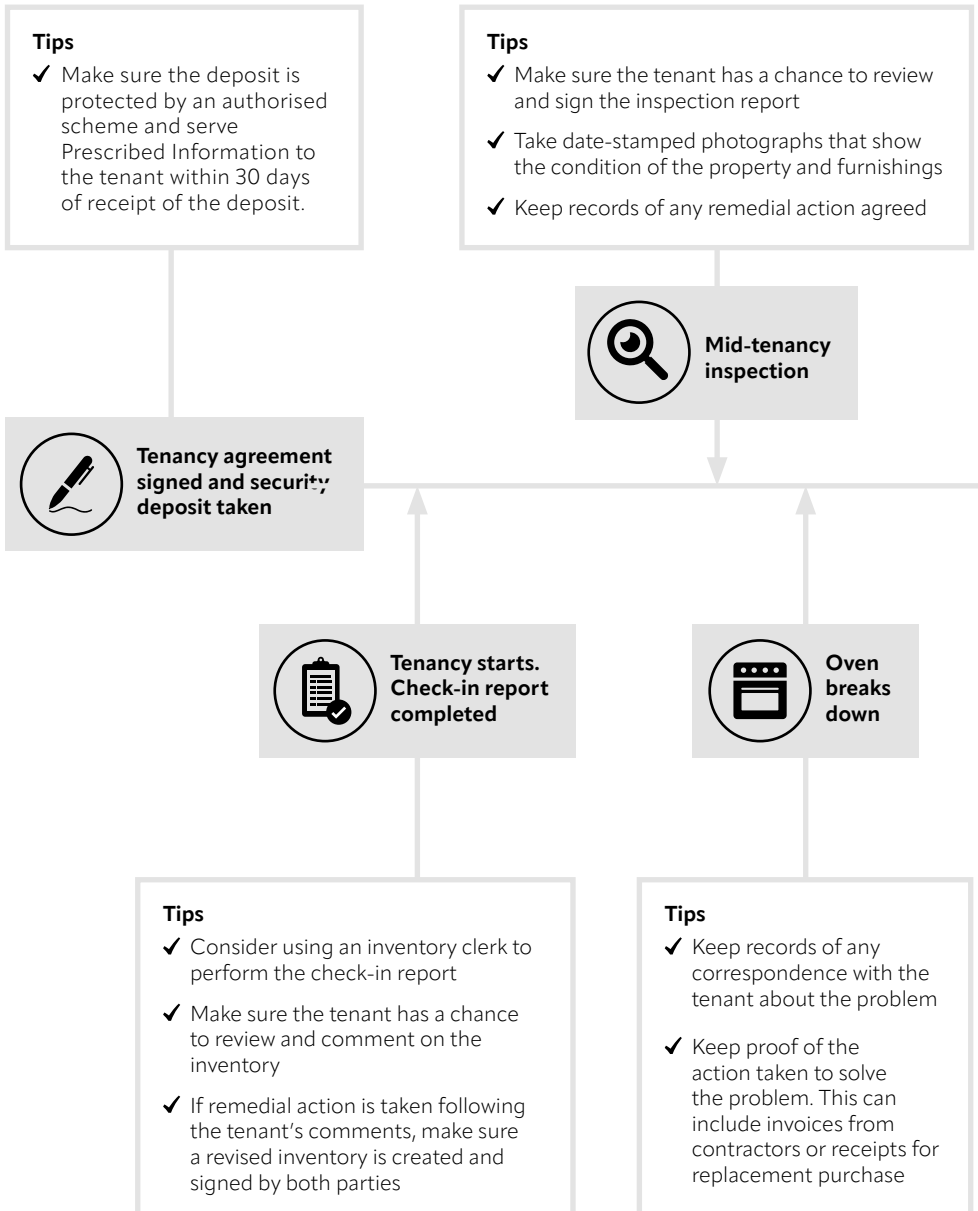 Tips
✓ Make sure the deposit is
protected by an authorised
scheme and serve
Prescribed Information to
the tenant within 30 days
of receipt of the deposit.
Tips
✓ Make sure the tenant has a chance to review
and sign the inspection report
✓ Take date-stamped photographs that show
the condition of the property and furnishings
✓ Keep records of any remedial action agreed
Mid-tenancy
inspection
Tenancy agreement
signed and security
deposit taken
Tenancy starts.
Check-in report
completed
Oven
breaks
down
Tips
✓ Consider using an inventory clerk to
perform the check-in report
✓ Make sure the tenant has a chance
to review and comment on the
inventory
✓ If remedial action is taken following
the tenant's comments, make sure
a revised inventory is created and
signed by both parties
Tips
✓ Keep records of any
correspondence with the
tenant about the problem
✓ Keep proof of the
action taken to solve
the problem. This can
include invoices from
contractors or receipts for
replacement purchase